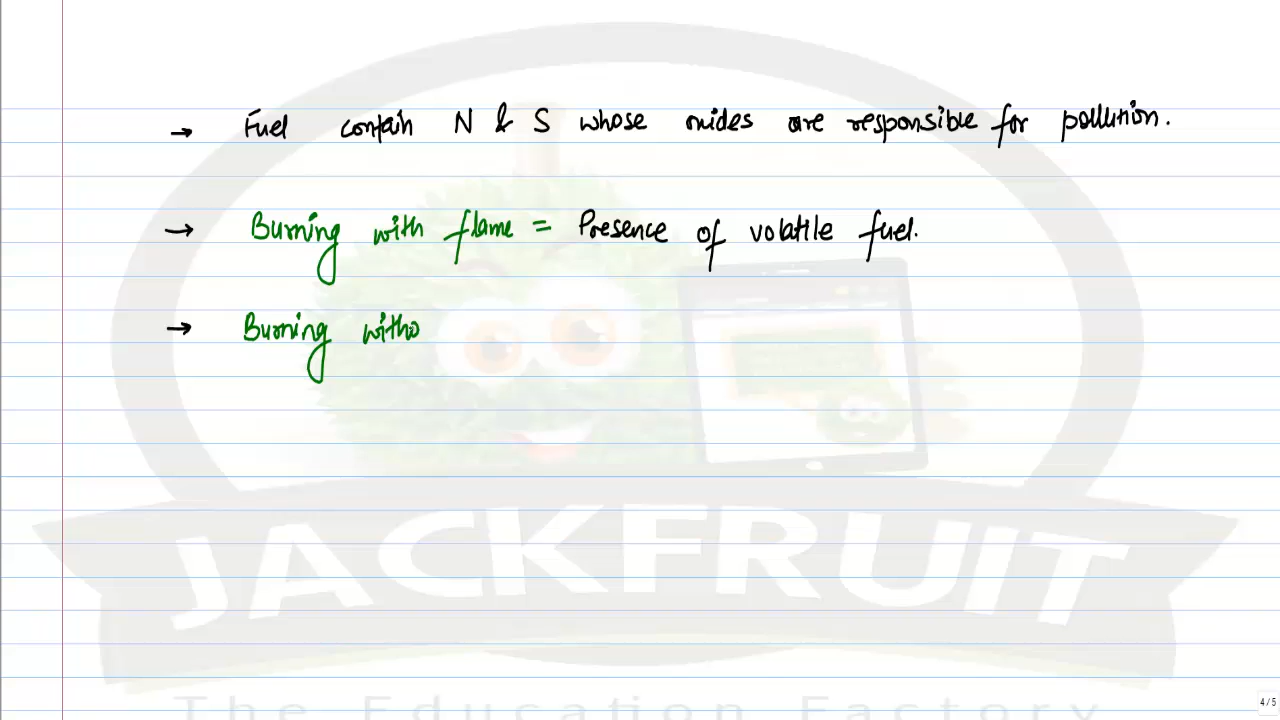 → Fuel contain N & S whose oxides are responsible for pollution.
→ Burning with flame = Presence of volatile fuel.
→ Burning witho
JACKFRUIT
The Education Factory
4/5